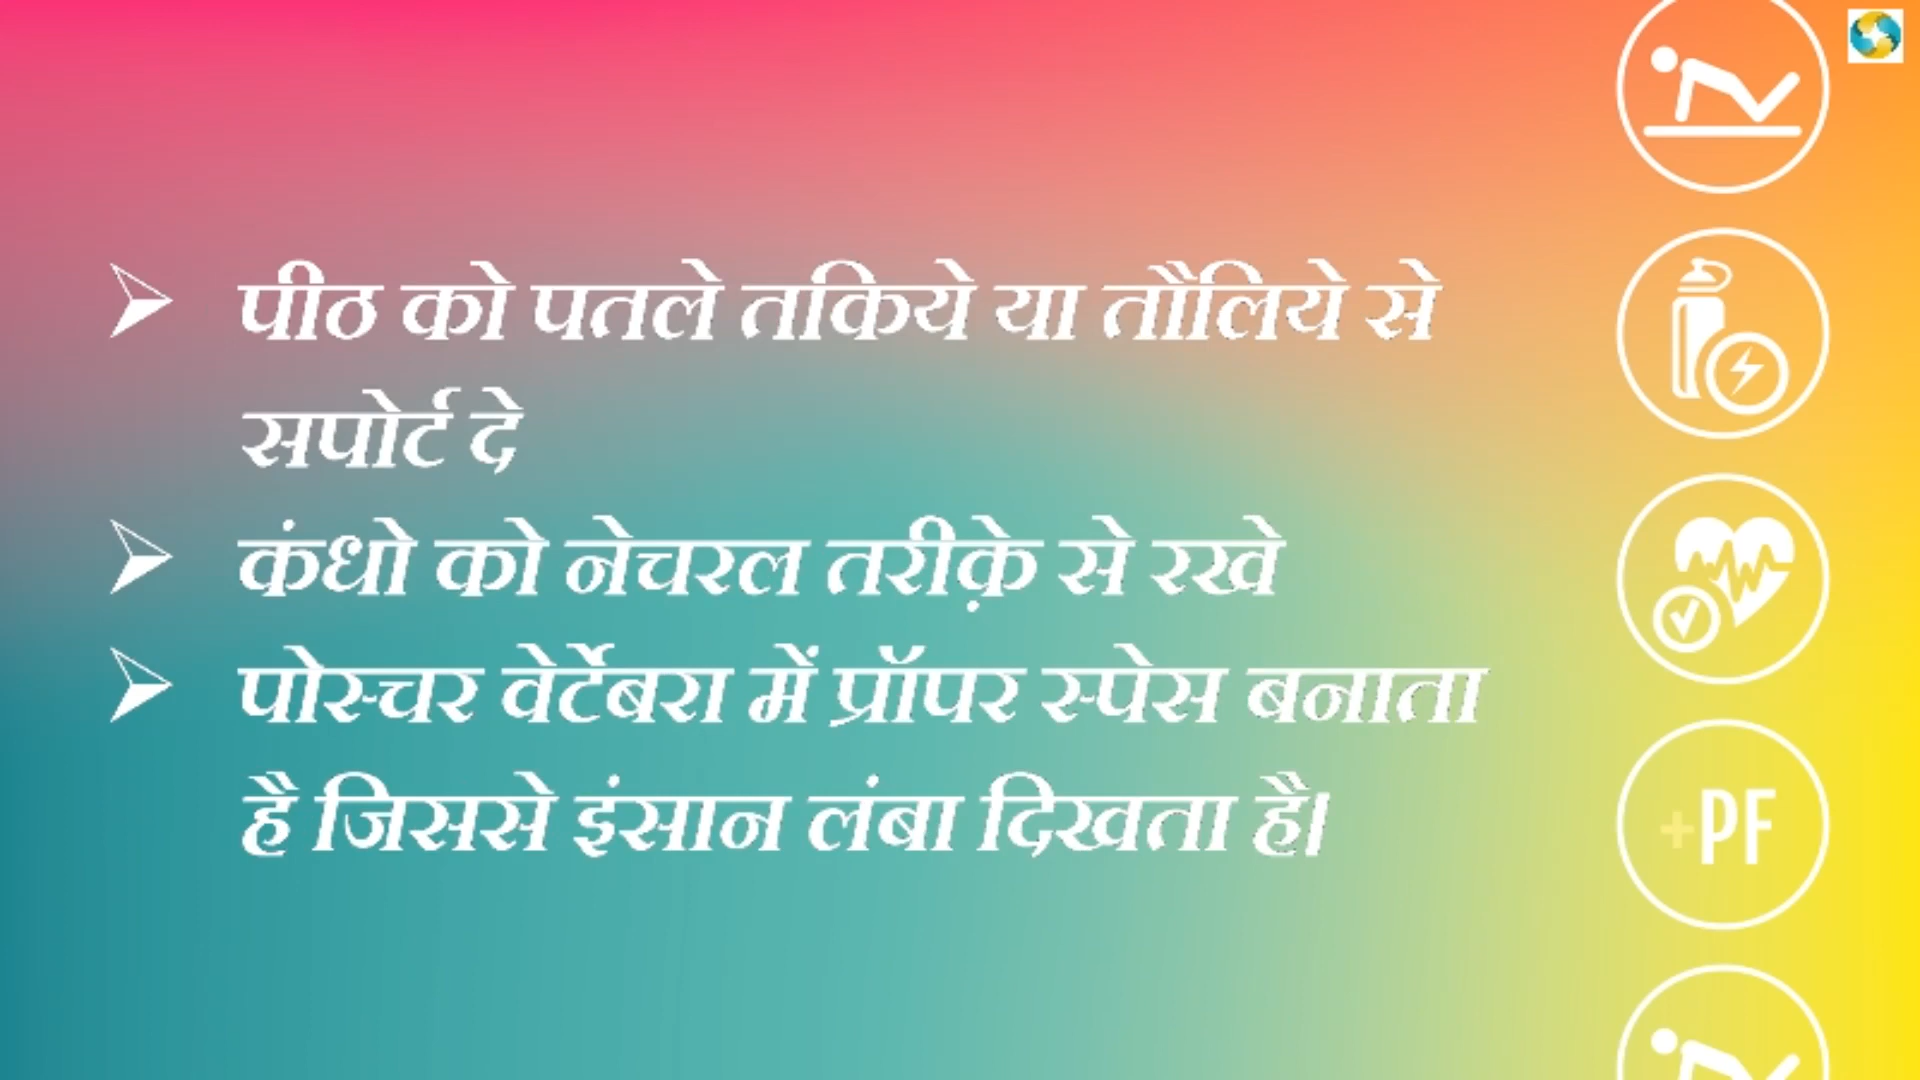 ➢ पीठ को पतले तकिये या तौलिये से
सपोर्ट दे
➢ कंधो को नेचरल तरीक़े से रखे
➢ पोस्चर वेर्टेबरा में प्रॉपर स्पेस बनाता
है जिससे इंसान लंबा दिखता है।
+PF